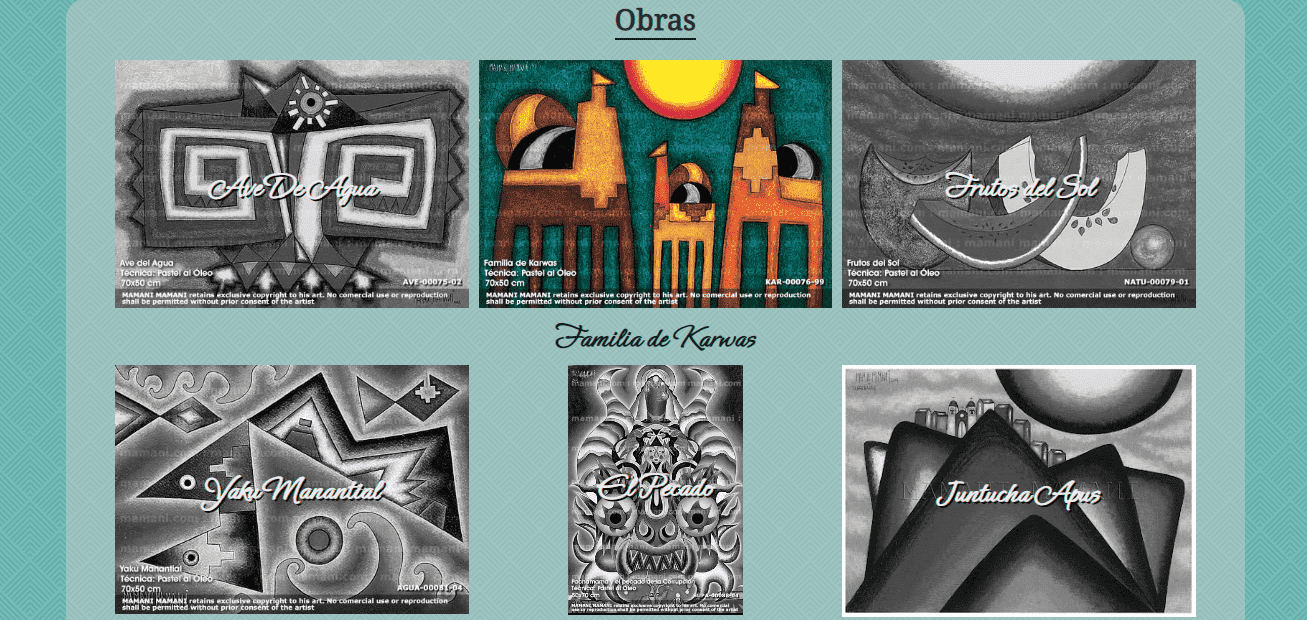 Obras
Ave De Agua
Ave del Agua
Técnica: Pastel al Óleo
70x50 cm
AVE-00075-02
MAMANI MAMANI retains exclusive copyright to his art. No comercial use or reproduction
shall be permitted without prior consent of the artist
MAMANI MAMANI
Familia de Karwas
Técnica: Pastel al Óleo
70x50 cm
KAR-00076-99
MAMANI MAMANI retains exclusive copyright to his art. No comercial use or reproduction
shall be permitted without prior consent of the artist
Frutos del Sol
Frutos del Sol
Técnica: Pastel al Óleo
70x50 cm
NATU-00079-01
MAMANI MAMANI retains exclusive copyright to his art. No comercial use or reproduction
shall be permitted without prior consent of the artist
Familia de Karwas
Yaku Manantial
Yaku Manantial
Técnica: Pastel al Óleo
70x50 cm
MAMANI MAMANI retains exclusive copyright to his art. No comercial use or reproduction
shall be permitted without prior consent of the artist
El Pecado
Pachamama y el pecado de la Corrupción
Técnica: Pastel al Óleo
MAMANI MAMANI retains exclusive copyright to his art. No comercial
use or reproduction shall be permitted without prior consent of the artist
Juntucha Apus